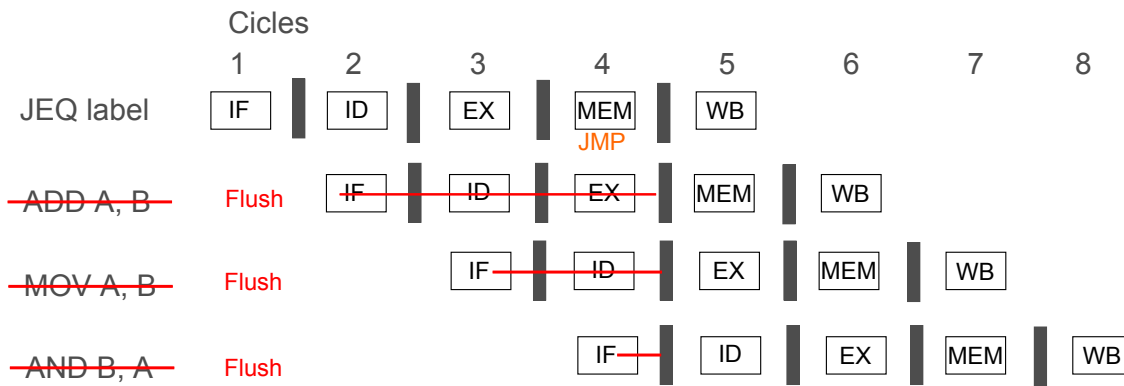 Cicles
1 2 3 4 5 6 7 8
JEQ label IF ID EX MEM WB
JMP
ADD A, B Flush IF ID EX MEM WB
MOV A, B Flush IF ID EX MEM WB
AND B, A Flush IF ID EX MEM WB